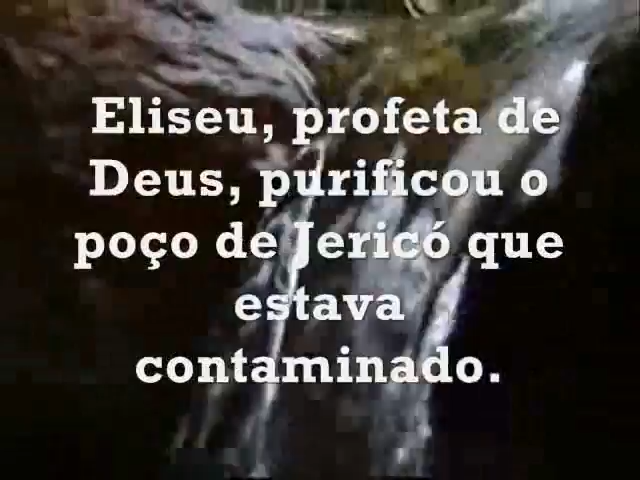 Eliseu, profeta de
Deus, purificou o
poço de Jericó que
estava
contaminado.